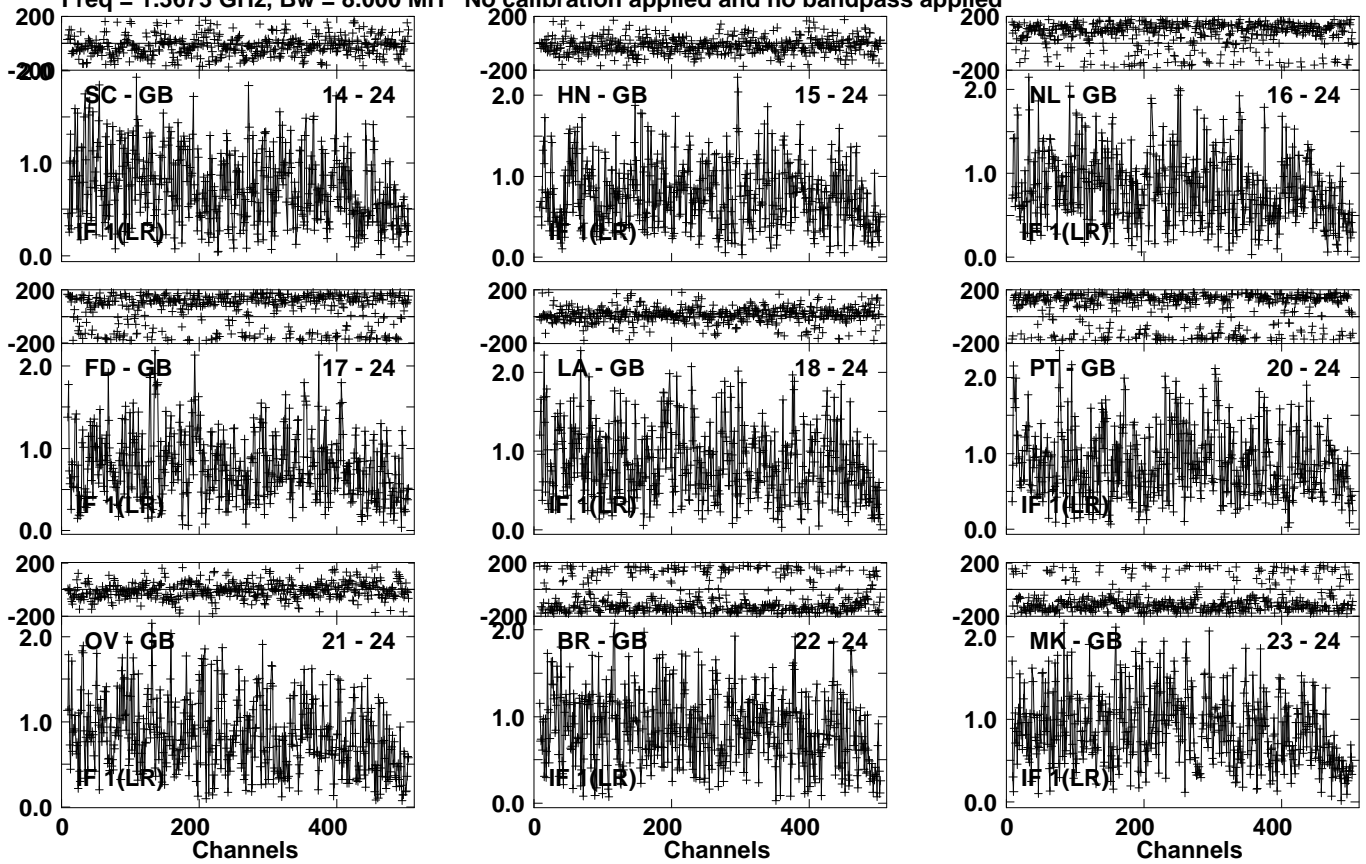 Freq = GHz, Bw = 8.000 MH No calibration applied and no bandpass applied
200 200 200
-200 -200 -200
2.0 2.0 2.0
SC - GB 14 - 24 HN - GB 15 - 24 NL - GB 16 - 24
1.0 1.0 1.0
IF 1(LR) IF 1(LR) IF 1(LR)
0.0 0.0 0.0
200 200 200
-200 -200 -200
2.0 2.0 2.0
FD - GB 17 - 24 LA - GB 18 - 24 PT - GB 20 - 24
1.0 1.0 1.0
IF 1(LR) IF 1(LR) IF 1(LR)
0.0 0.0 0.0
200 200 200
-200 -200 -200
2.0 2.0 2.0
OV - GB 21 - 24 BR - GB 22 - 24 MK - GB 23 - 24
1.0 1.0 1.0
IF 1(LR) IF 1(LR) IF 1(LR)
0.0 0.0 0.0
0 200 400 0 200 400 0 200 400
Channels Channels Channels